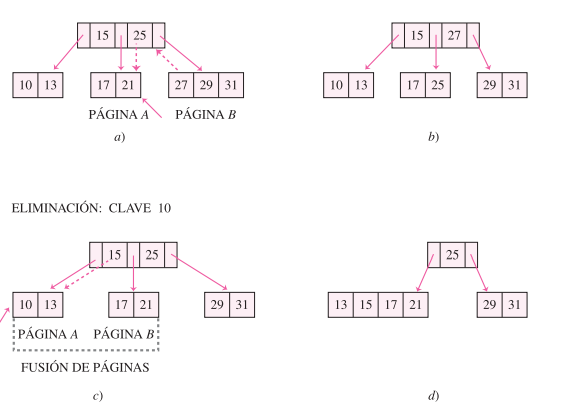 15 25
10 13 17 21 27 29 31
PÁGINA A PÁGINA B
a)
15 27
10 13 17 25 29 31
b)
ELIMINACIÓN: CLAVE 10
15 25
10 13 17 21 29 31
PÁGINA A PÁGINA B
FUSIÓN DE PÁGINAS
c)
25
13 15 17 21 29 31
d)